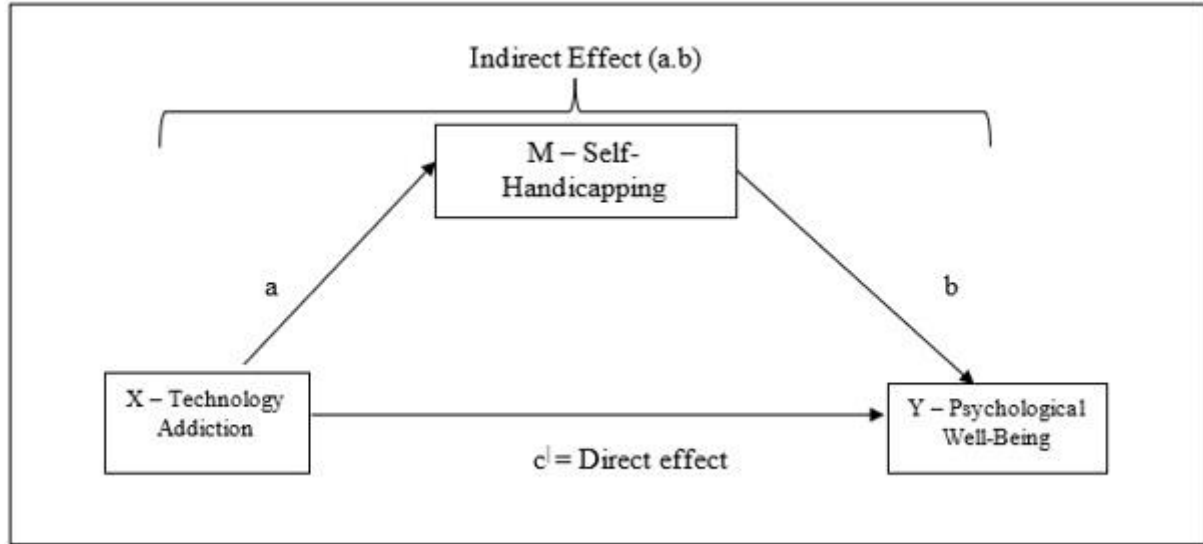 Indirect Effect (a.b)
M – Self-
Handicapping
a
b
X – Technology
Addiction
Y – Psychological
Well-Being
c| = Direct effect